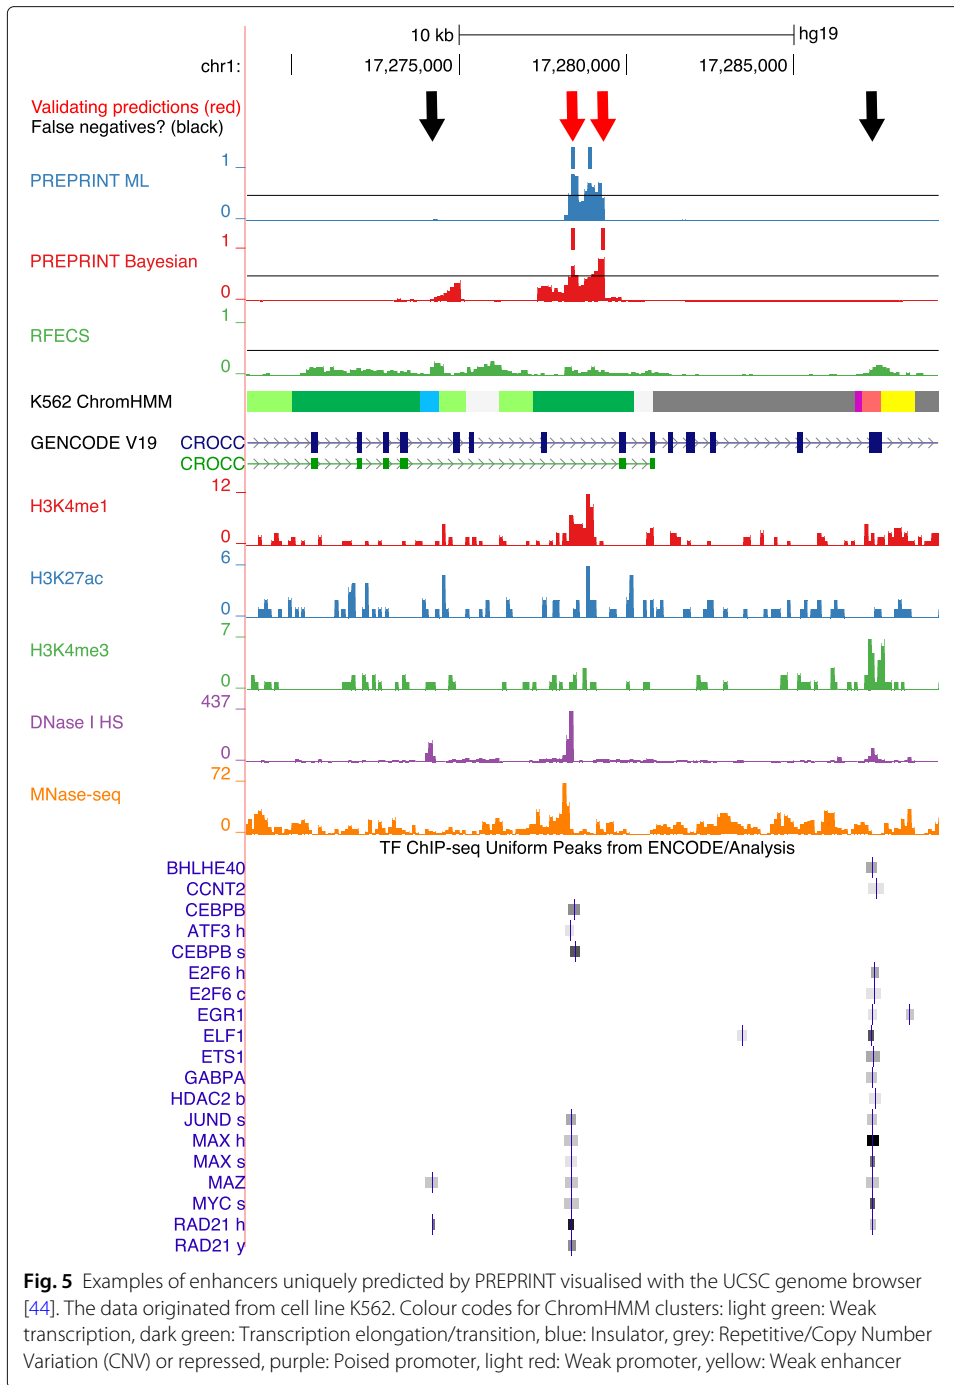 10 kb hg19
chr1: 17,275,000 17,280,000 17,285,000
Validating predictions (red)
False negatives? (black)
1
PREPRINT ML
0
1
PREPRINT Bayesian
0
1
RFECS
0
K562 ChromHMM
GENCODE V19 CROCC
CROCC
12
H3K4me1
0
6
H3K27ac
0
7
H3K4me3
0
437
DNase I HS
0
72
MNase-seq
0
TF ChIP-seq Uniform Peaks from ENCODE/Analysis
BHLHE40
CCNT2
CEBPB
ATF3 h
CEBPB s
E2F6 h
E2F6 c
EGR1
ELF1
ETS1
GABPA
HDAC2 b
JUND s
MAX h
MAX s
MAZ
MYC s
RAD21 h
RAD21 y
Fig. 5 Examples of enhancers uniquely predicted by PREPRINT visualised with the UCSC genome browser
[44]. The data originated from cell line K562. Colour codes for ChromHMM clusters: light green: Weak
transcription, dark green: Transcription elongation/transition, blue: Insulator, grey: Repetitive/Copy Number
Variation (CNV) or repressed, purple: Poised promoter, light red: Weak promoter, yellow: Weak enhancer